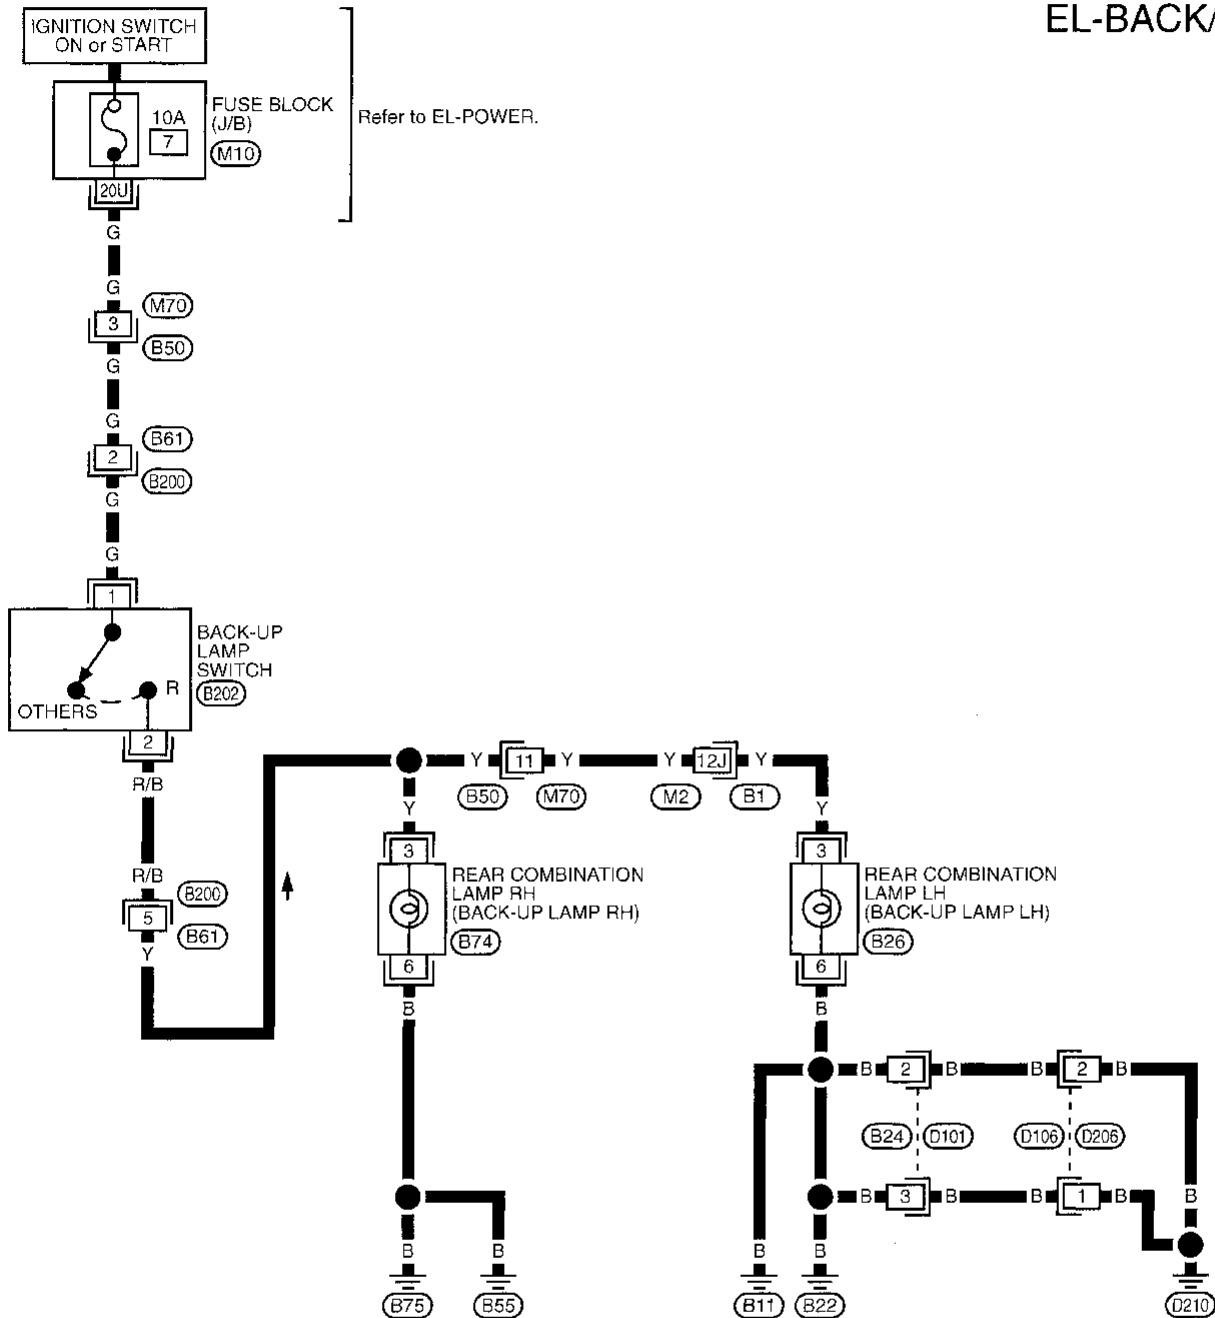 EL-BACK/
IGNITION SWITCH
ON or START
FUSE BLOCK
(J/B)
10A
7
M10
Refer to EL-POWER.
20U
G
G
M70
3
B50
G
G
B61
2
B200
G
G
1
BACK-UP
LAMP
SWITCH
B202
R
OTHERS
2
R/B
R/B
B200
5
B61
Y
Y 11 Y Y 12J Y
B50 M70 M2 B1
Y Y
3 3
REAR COMBINATION
LAMP RH
(BACK-UP LAMP RH)
B74
REAR COMBINATION
LAMP LH
(BACK-UP LAMP LH)
B26
6 6
B B
B 2 B B 2 B
B24 D101 D106 D206
B 3 B B 1 B B
B B B B
B75 B55 B11 B22 D210